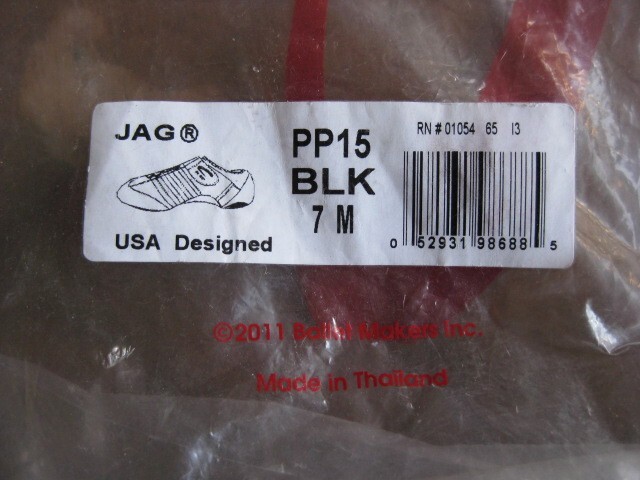 JAG®
USA Designed
PP15
BLK
7 M
RN # 01054 65 I3
0 52931 98688 5
©2011 Ballet Makers Inc.
Made in Thailand